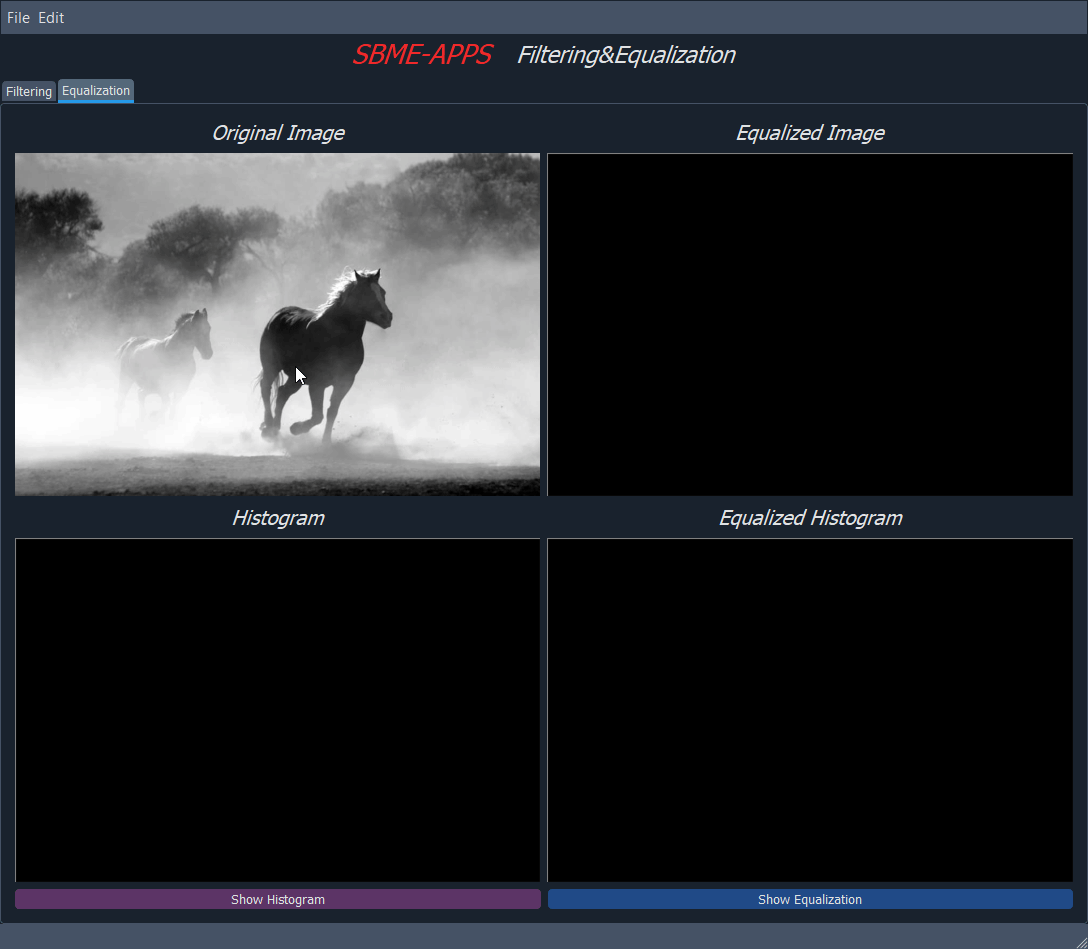 File Edit
SBME-APPS Filtering&Equalization
Filtering Equalization
Original Image Equalized Image
Histogram Equalized Histogram
Show Histogram Show Equalization